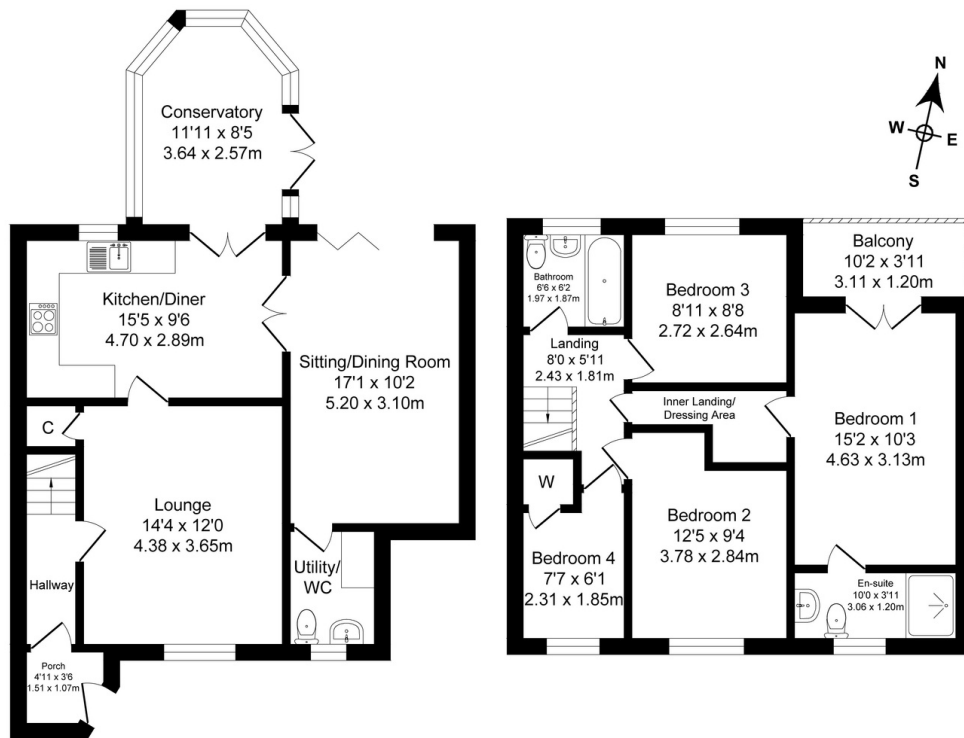 Conservatory
11'11 x 8'5
3.64 x 2.57m
Kitchen/Diner
15'5 x 9'6
4.70 x 2.89m
Sitting/Dining Room
17'1 x 10'2
5.20 x 3.10m
C
Lounge
14'4 x 12'0
4.38 x 3.65m
Hallway
Utility/
WC
Porch
4'11 x 3'6
1.51 x 1.07m
N
W
E
S
Balcony
10'2 x 3'11
3.11 x 1.20m
Bathroom
6'6 x 6'2
1.97 x 1.87m
Bedroom 3
8'11 x 8'8
2.72 x 2.64m
Landing
8'0 x 5'11
2.43 x 1.81m
Inner Landing/
Dressing Area
Bedroom 1
15'2 x 10'3
4.63 x 3.13m
W
Bedroom 2
12'5 x 9'4
3.78 x 2.84m
Bedroom 4
7'7 x 6'1
2.31 x 1.85m
En-suite
10'0 x 3'11
3.06 x 1.20m